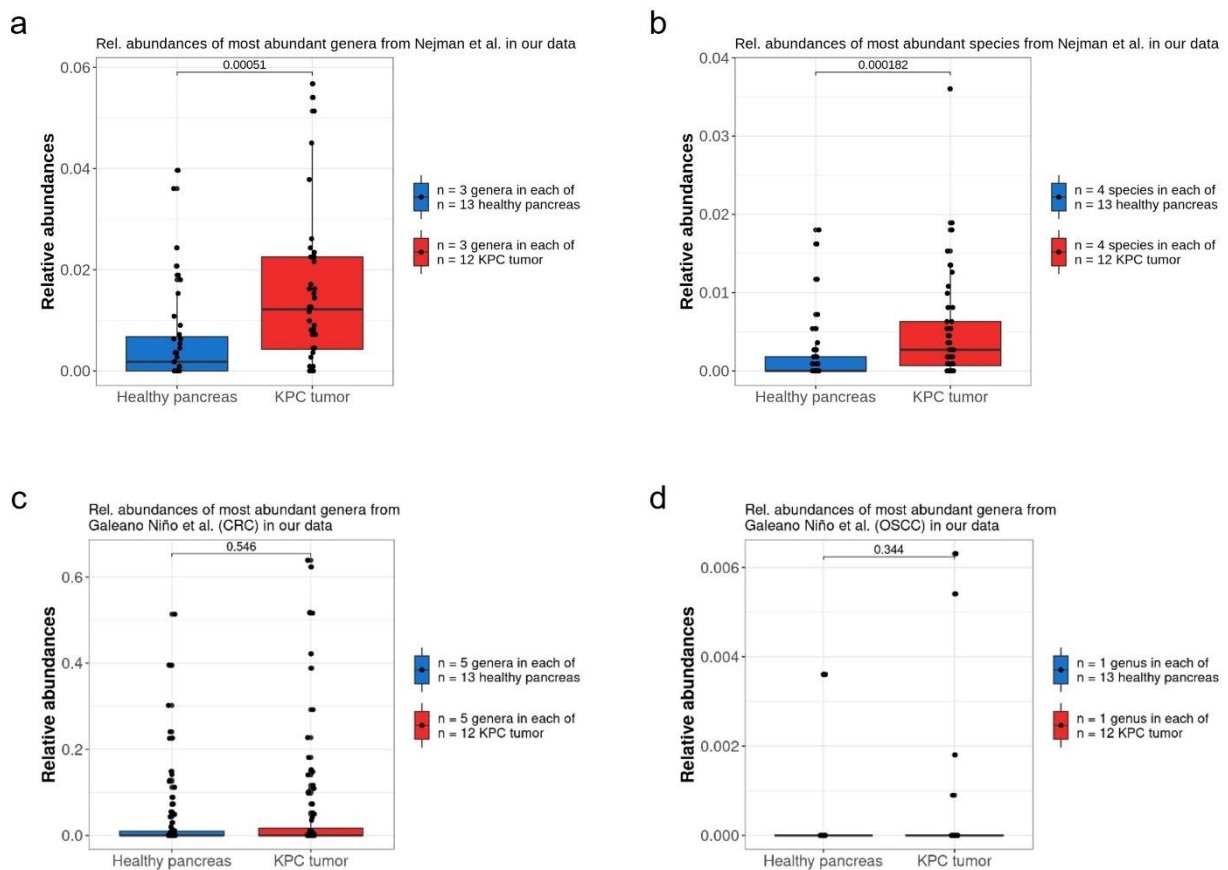 a
Rel. abundances of most abundant genera from Nejman et al. in our data
0.00051
0.06
0.04
0.02
0.00
Relative abundances
Healthy pancreas
KPC tumor
n = 3 genera in each of
n = 13 healthy pancreas
n = 3 genera in each of
n = 12 KPC tumor
b
Rel. abundances of most abundant species from Nejman et al. in our data
0.000182
0.04
0.03
0.02
0.01
0.00
Relative abundances
Healthy pancreas
KPC tumor
n = 4 species in each of
n = 13 healthy pancreas
n = 4 species in each of
n = 12 KPC tumor
c
Rel. abundances of most abundant genera from
Galeano Niño et al. (CRC) in our data
0.546
0.6
0.4
0.2
0.0
Relative abundances
Healthy pancreas
KPC tumor
n = 5 genera in each of
n = 13 healthy pancreas
n = 5 genera in each of
n = 12 KPC tumor
d
Rel. abundances of most abundant genera from
Galeano Niño et al. (OSCC) in our data
0.344
0.006
0.004
0.002
0.000
Relative abundances
Healthy pancreas
KPC tumor
n = 1 genus in each of
n = 13 healthy pancreas
n = 1 genus in each of
n = 12 KPC tumor